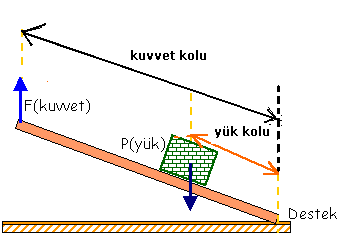 kuvvet kolu
F(kuvvet)
yük kolu
P(yük)
Destek